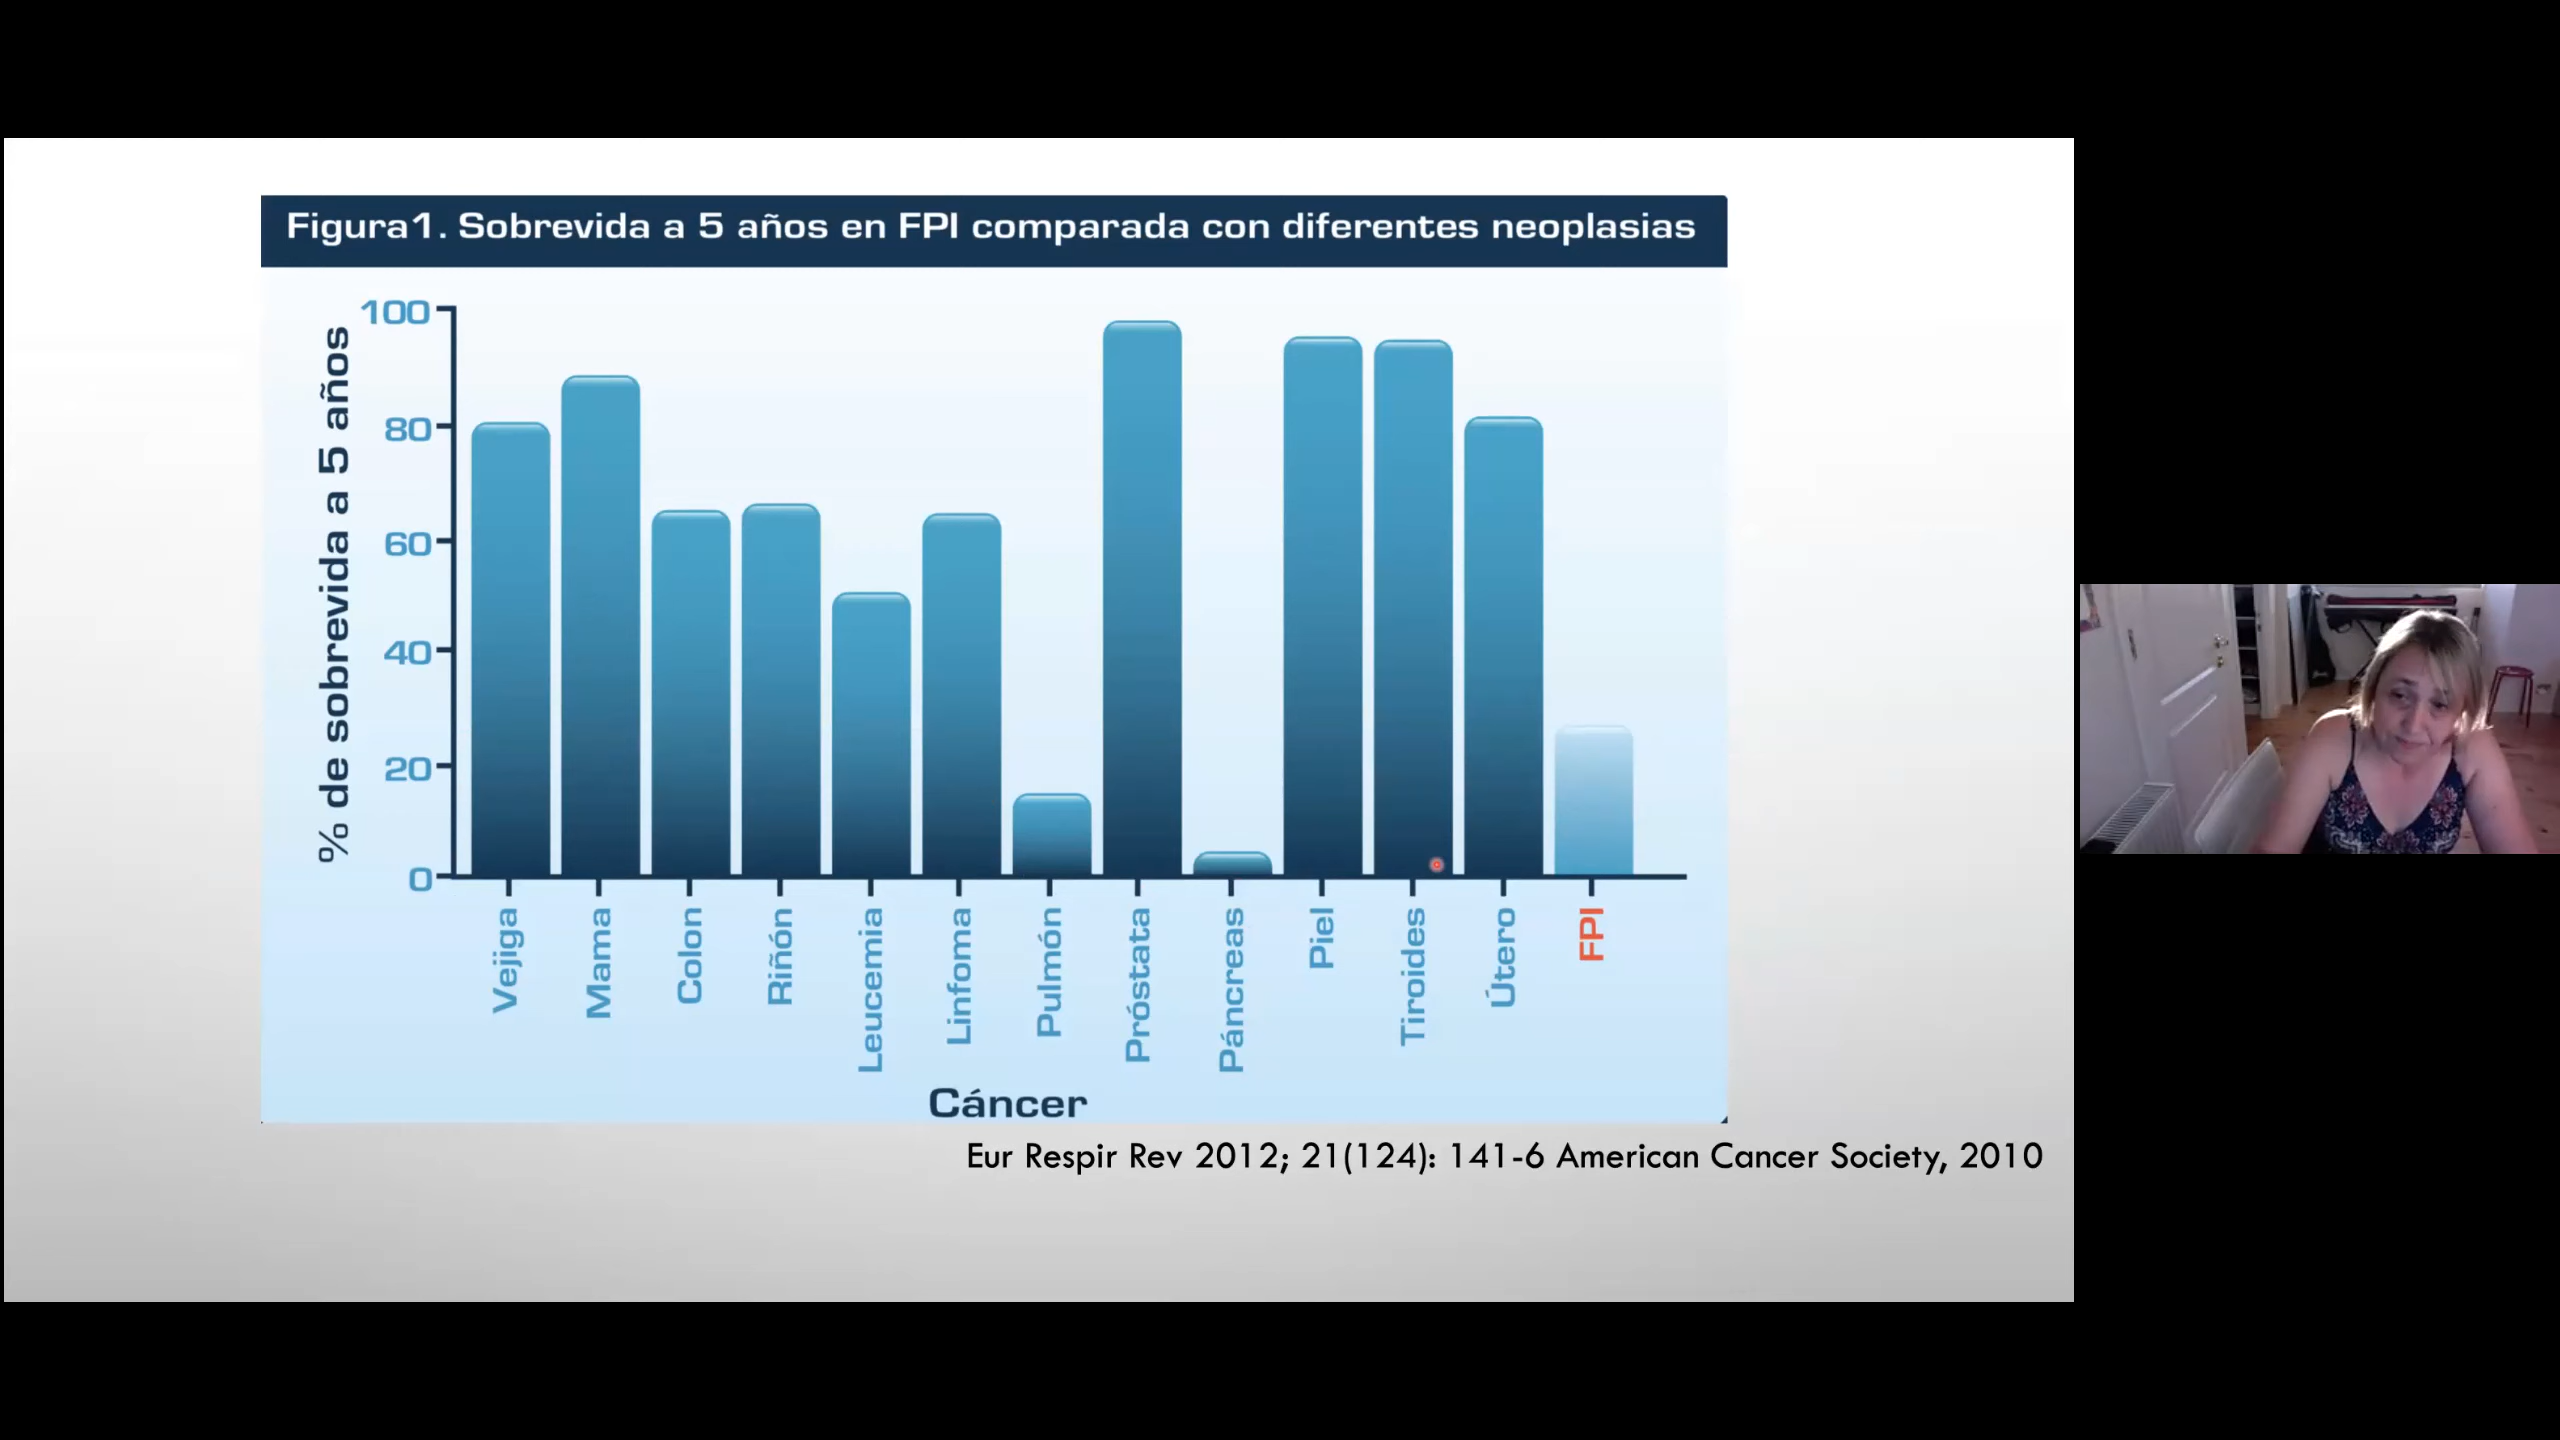 Figura1. Sobrevida a 5 años en FPI comparada con diferentes neoplasias
% de sobrevida a 5 años
100
80
60
40
20
0
Vejiga
Mama
Colon
Riñón
Leucemia
Linfoma
Pulmón
Próstata
Páncreas
Piel
Tiroides
Útero
FPI
Cáncer
Eur Respir Rev 2012; 21(124): 141-6 American Cancer Society, 2010